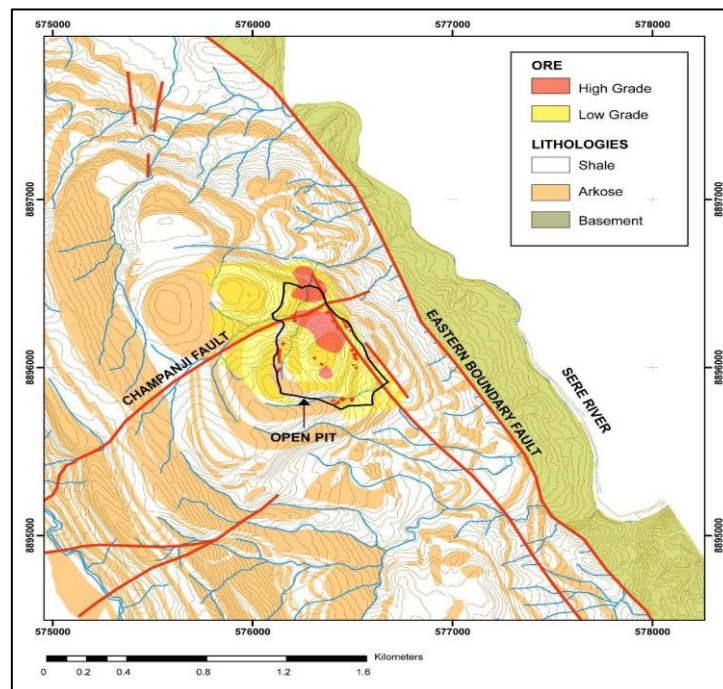 575000 576000 577000 578000
ORE
High Grade
Low Grade
LITHOLOGIES
Shale
Arkose
Basement
8897000
8897000
CHAMPANJI FAULT
EASTERN BOUNDARY FAULT
SERE RIVER
8896000
8896000
OPEN PIT
8895000
8895000
575000 576000 577000 578000
Kilometers
0 0.2 0.4 0.8 1.2 1.6